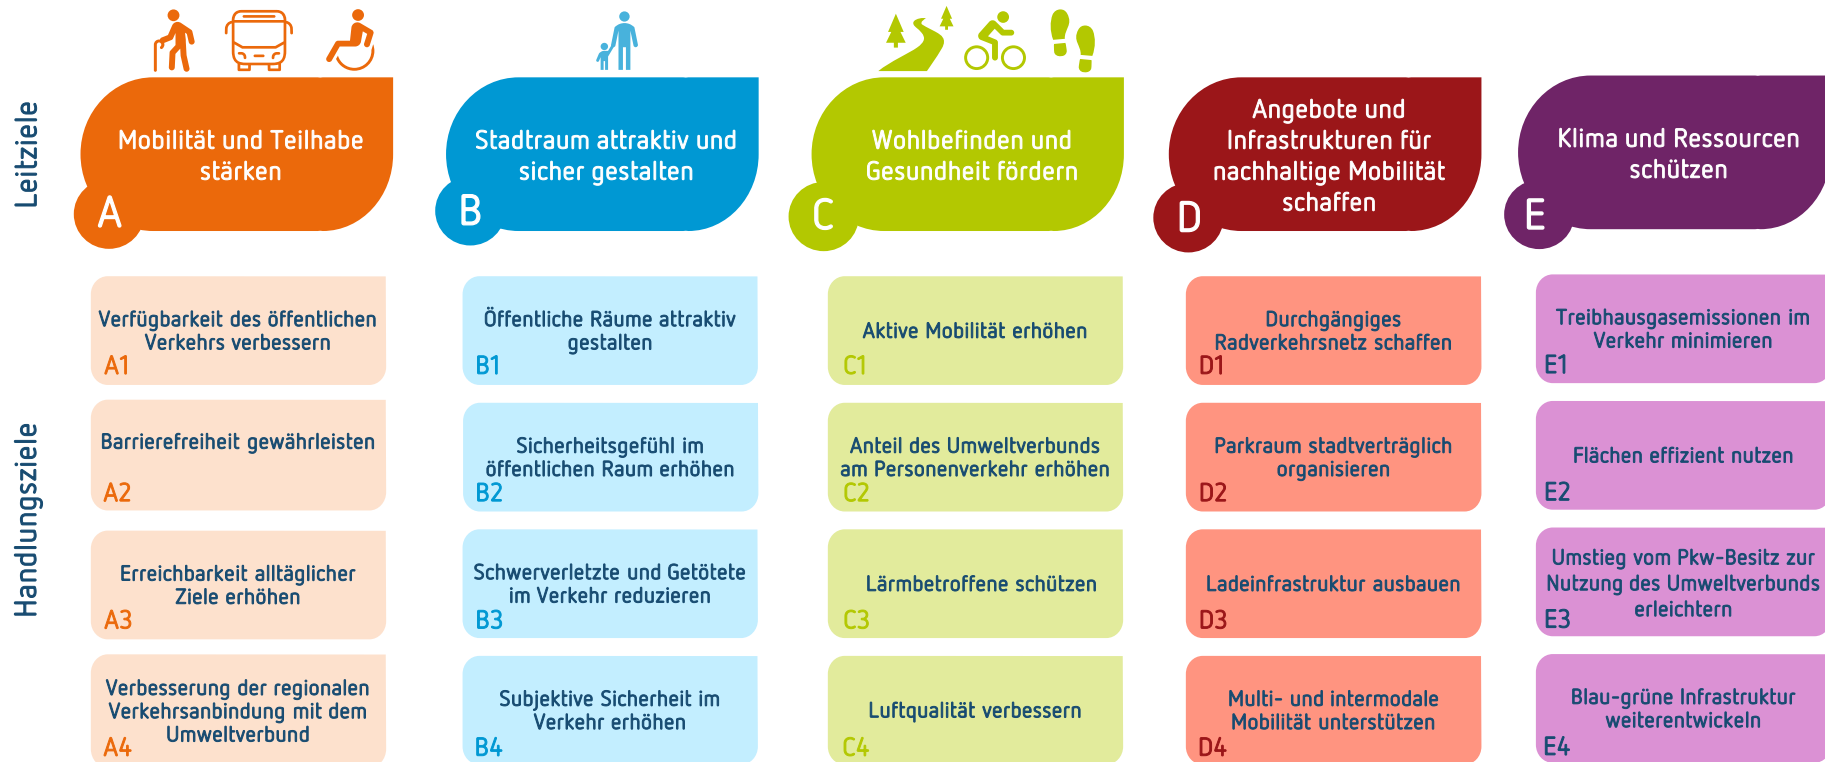 Leitziele
Mobilität und Teilhabe
stärken
A
Stadtraum attraktiv und
sicher gestalten
B
Wohlbefinden und
Gesundheit fördern
C
Angebote und
Infrastrukturen für
nachhaltige Mobilität
schaffen
D
Klima und Ressourcen
schützen
E
Handlungsziele
Verfügbarkeit des öffentlichen
Verkehrs verbessern
A1
Öffentliche Räume attraktiv
gestalten
B1
Aktive Mobilität erhöhen
C1
Durchgängiges
Radverkehrsnetz schaffen
D1
Treibhausgasemissionen im
Verkehr minimieren
E1
Barrierefreiheit gewährleisten
A2
Sicherheitsgefühl im
öffentlichen Raum erhöhen
B2
Anteil des Umweltverbunds
am Personenverkehr erhöhen
C2
Parkraum stadtverträglich
organisieren
D2
Flächen effizient nutzen
E2
Erreichbarkeit alltäglicher
Ziele erhöhen
A3
Schwerverletzte und Getötete
im Verkehr reduzieren
B3
Lärmbetroffene schützen
C3
Ladeinfrastruktur ausbauen
D3
Umstieg vom Pkw-Besitz zur
Nutzung des Umweltverbunds
erleichtern
E3
Verbesserung der regionalen
Verkehrsanbindung mit dem
Umweltverbund
A4
Subjektive Sicherheit im
Verkehr erhöhen
B4
Luftqualität verbessern
C4
Multi- und intermodale
Mobilität unterstützen
D4
Blau-grüne Infrastruktur
weiterentwickeln
E4